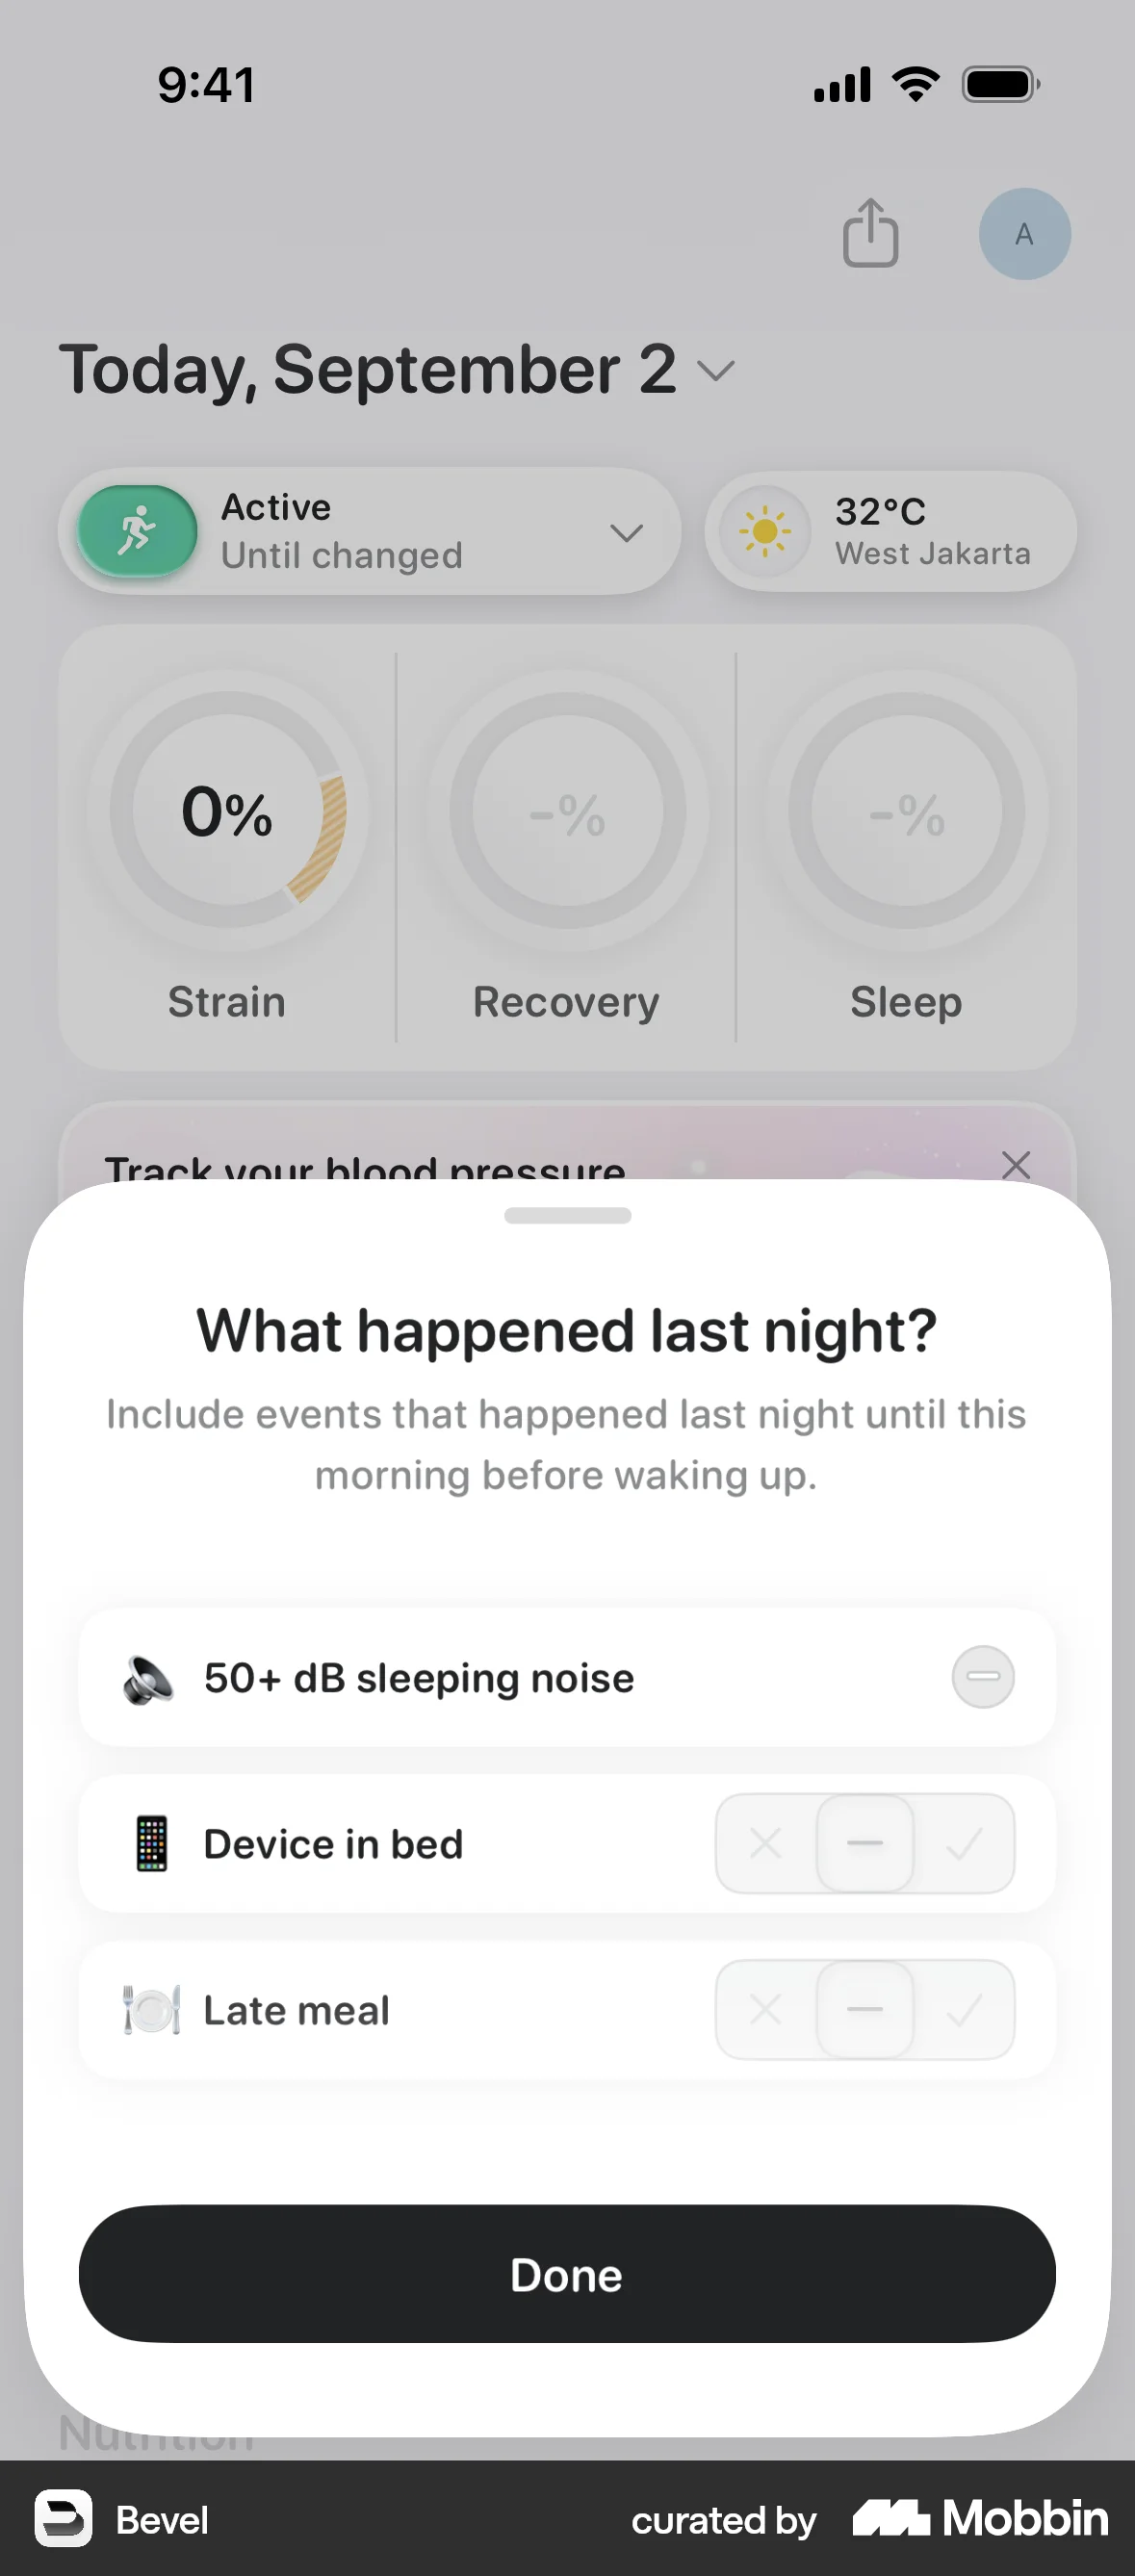 9:41
A
Today, September 2
Active
Until changed
32°C
West Jakarta
0%
-%
-%
Strain
Recovery
Sleep
Track your blood pressure
What happened last night?
Include events that happened last night until this
morning before waking up.
50+ dB sleeping noise
Device in bed
Late meal
Done
Nutrition
Bevel
curated by Mobbin